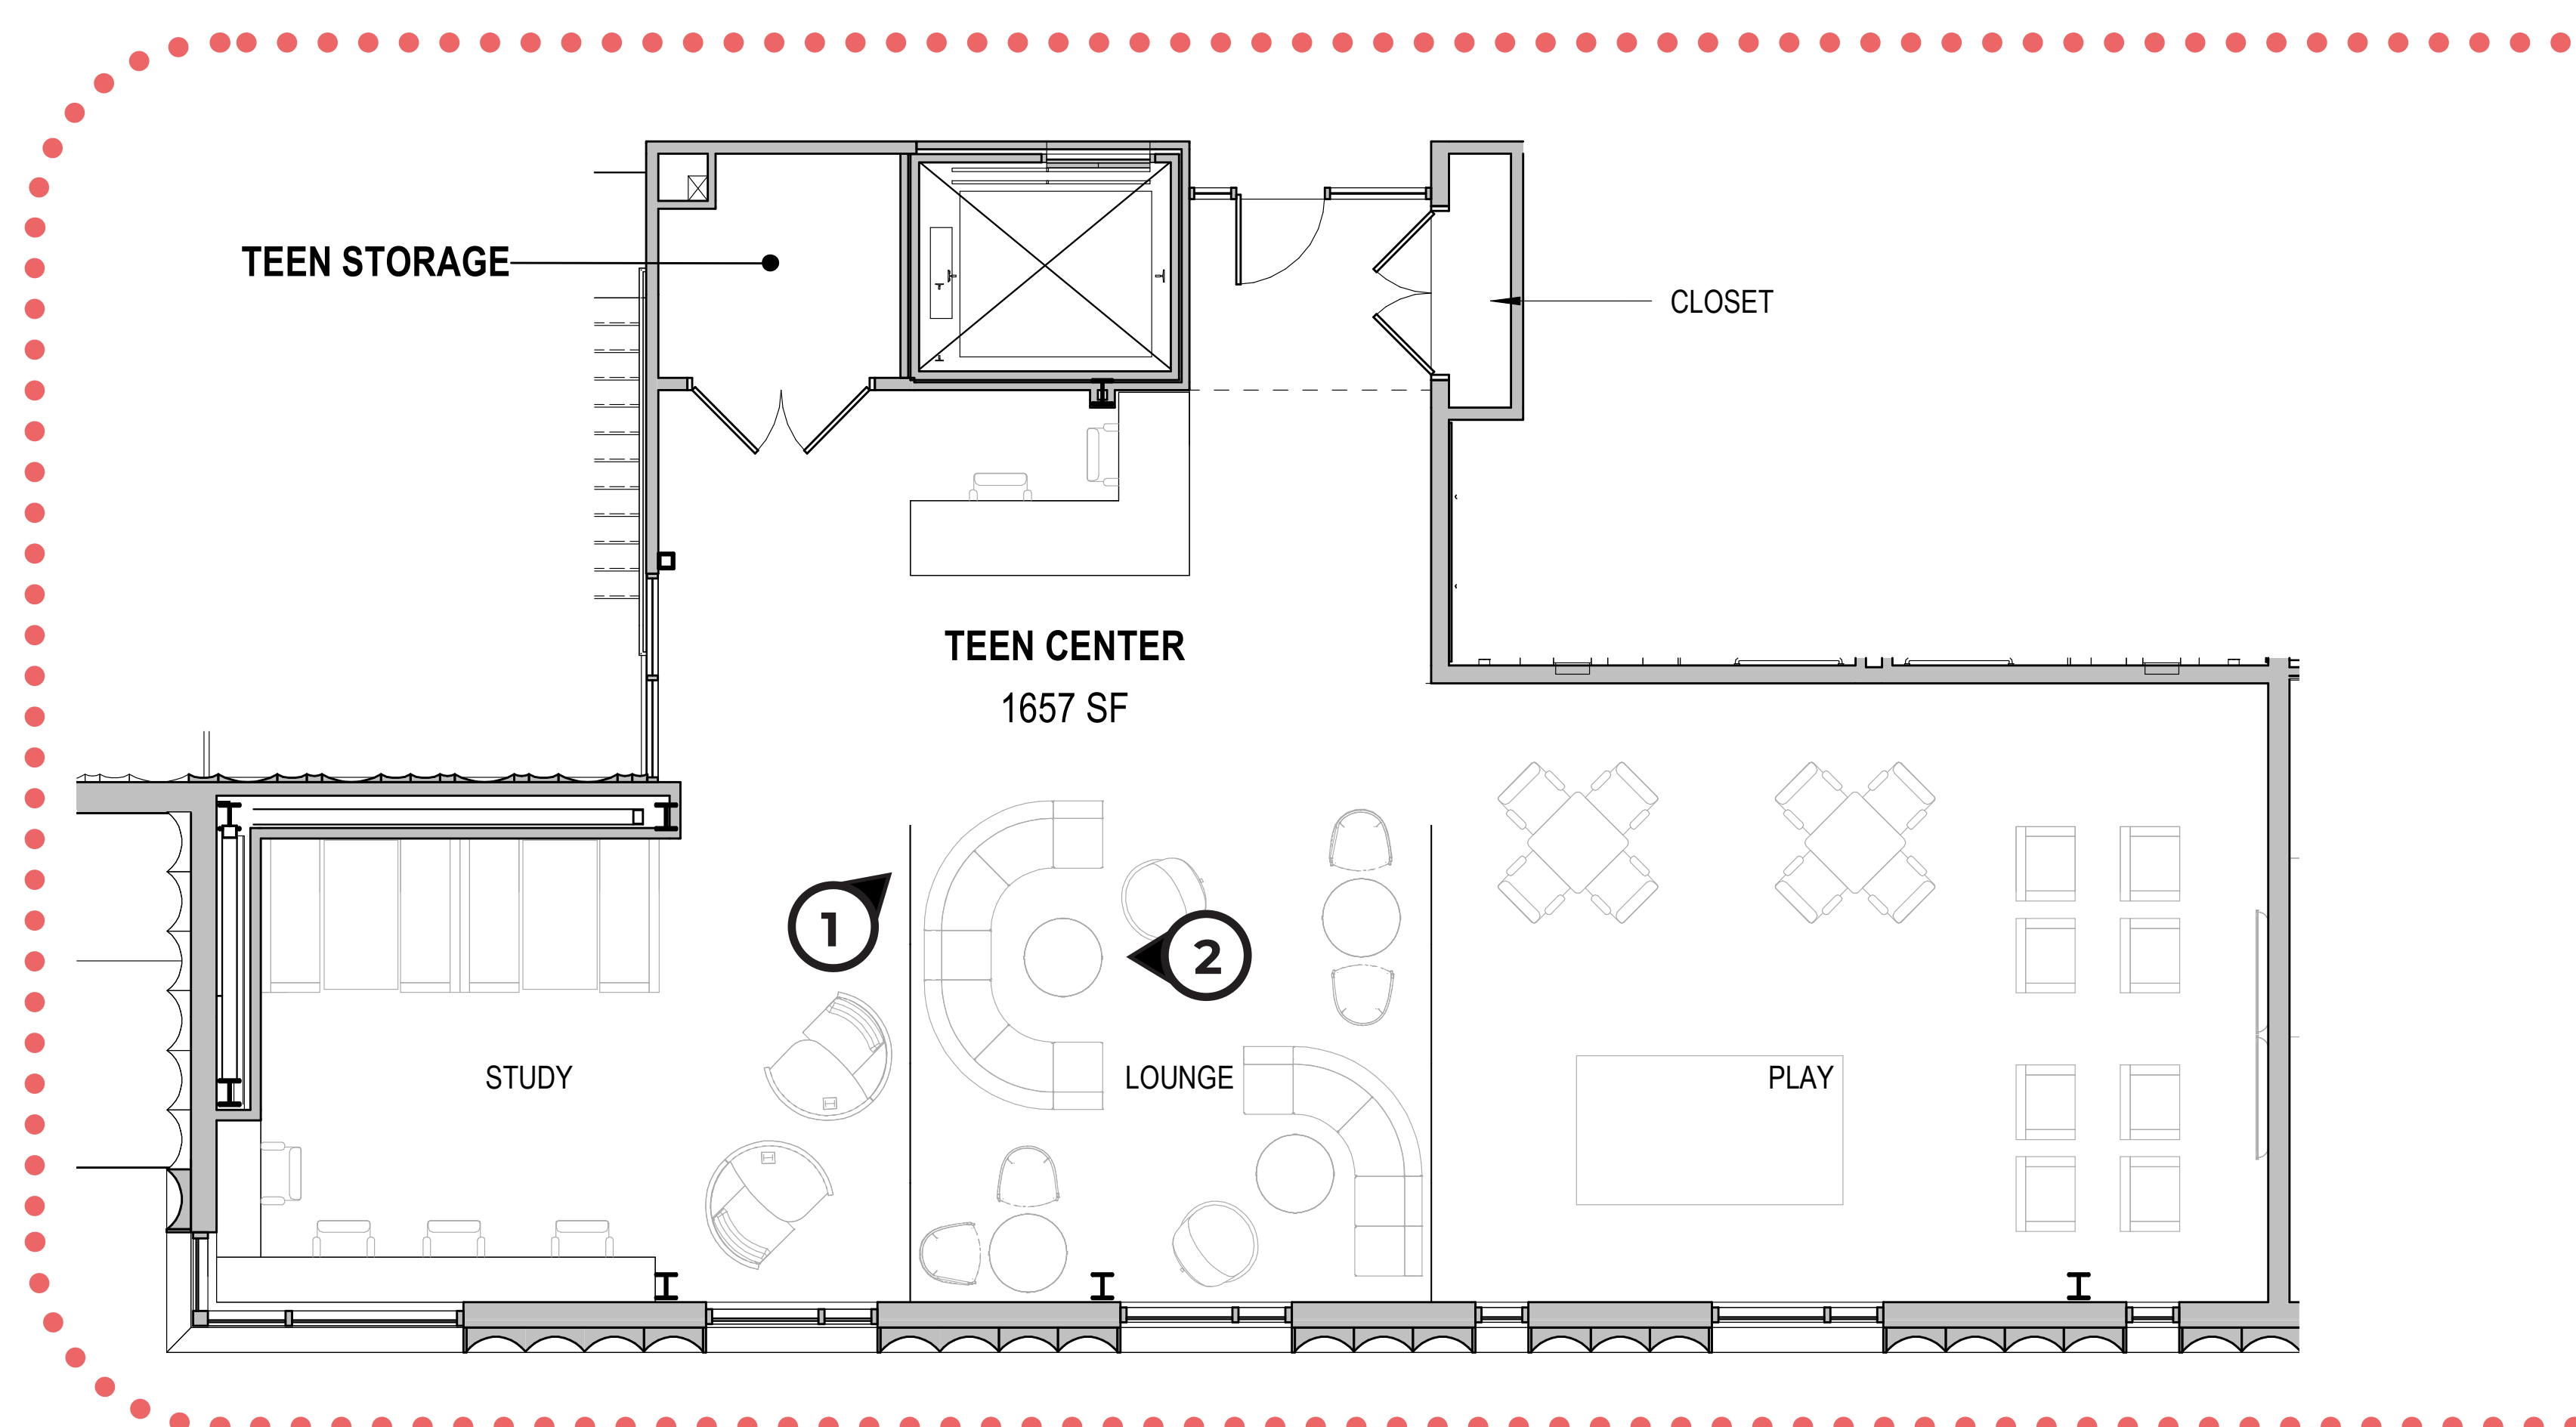 TEEN STORAGE
CLOSET
TEEN CENTER
1657 SF
1
2
STUDY
LOUNGE
PLAY